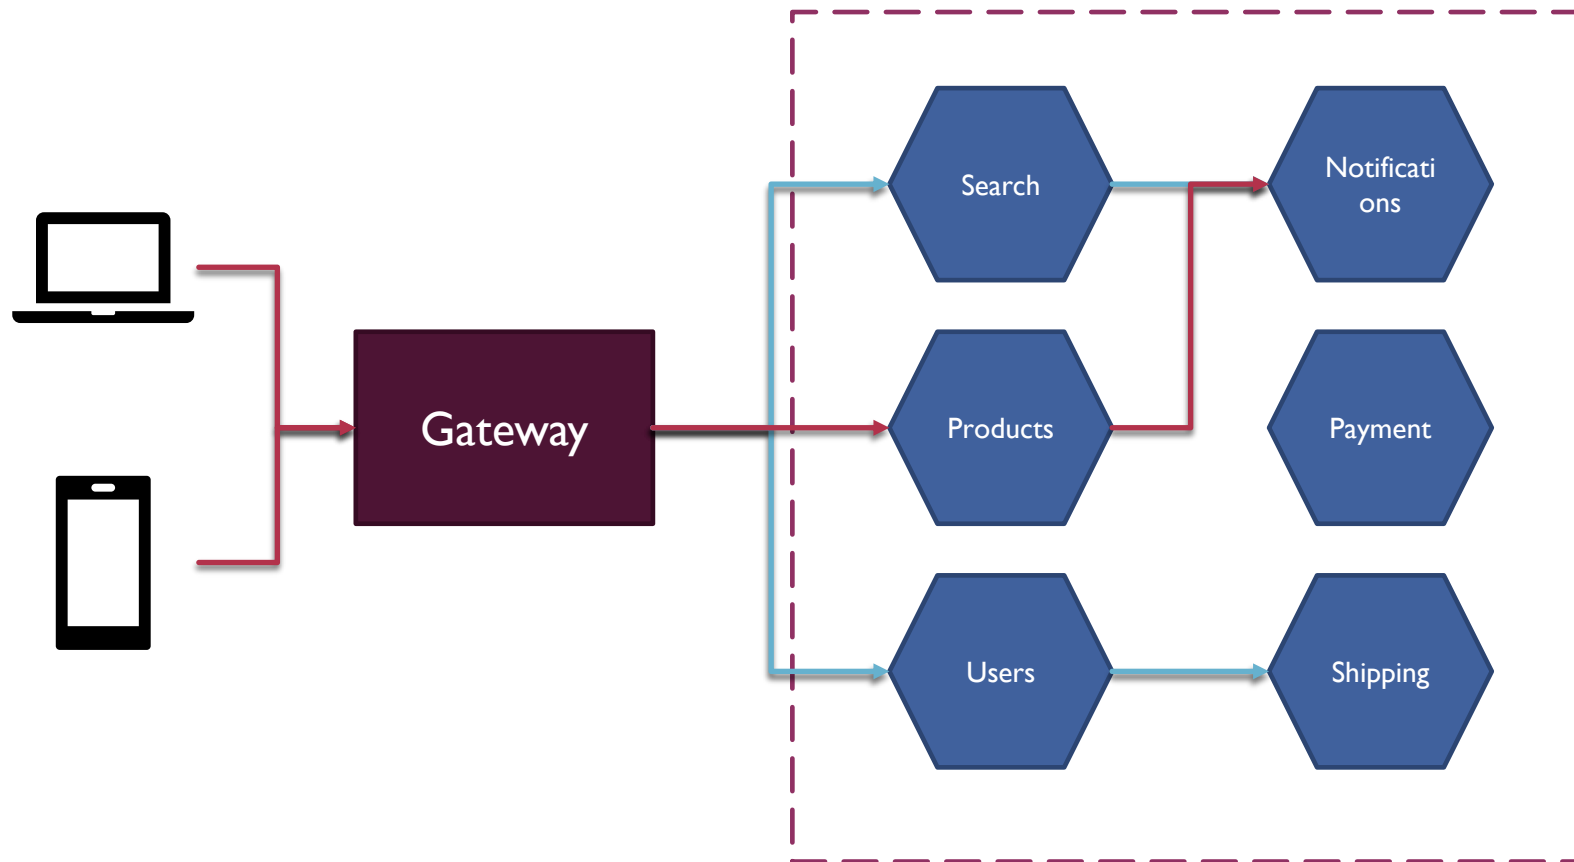 Search
Notificati
ons
Gateway
Products
Payment
Users
Shipping